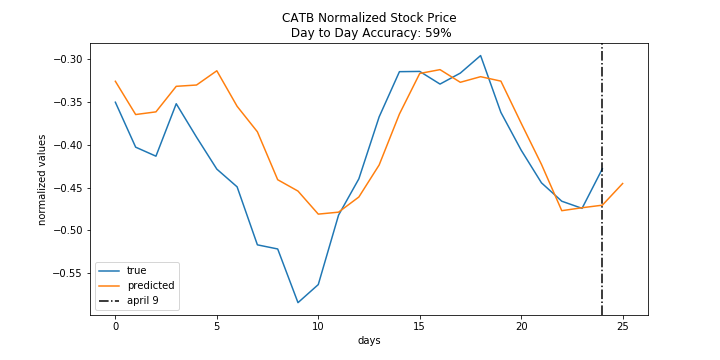 CATB Normalized Stock Price
Day to Day Accuracy: 59%
normalized values
−0.30
−0.35
−0.40
−0.45
−0.50
−0.55
true
predicted
april 9
0 5 10 15 20 25
days